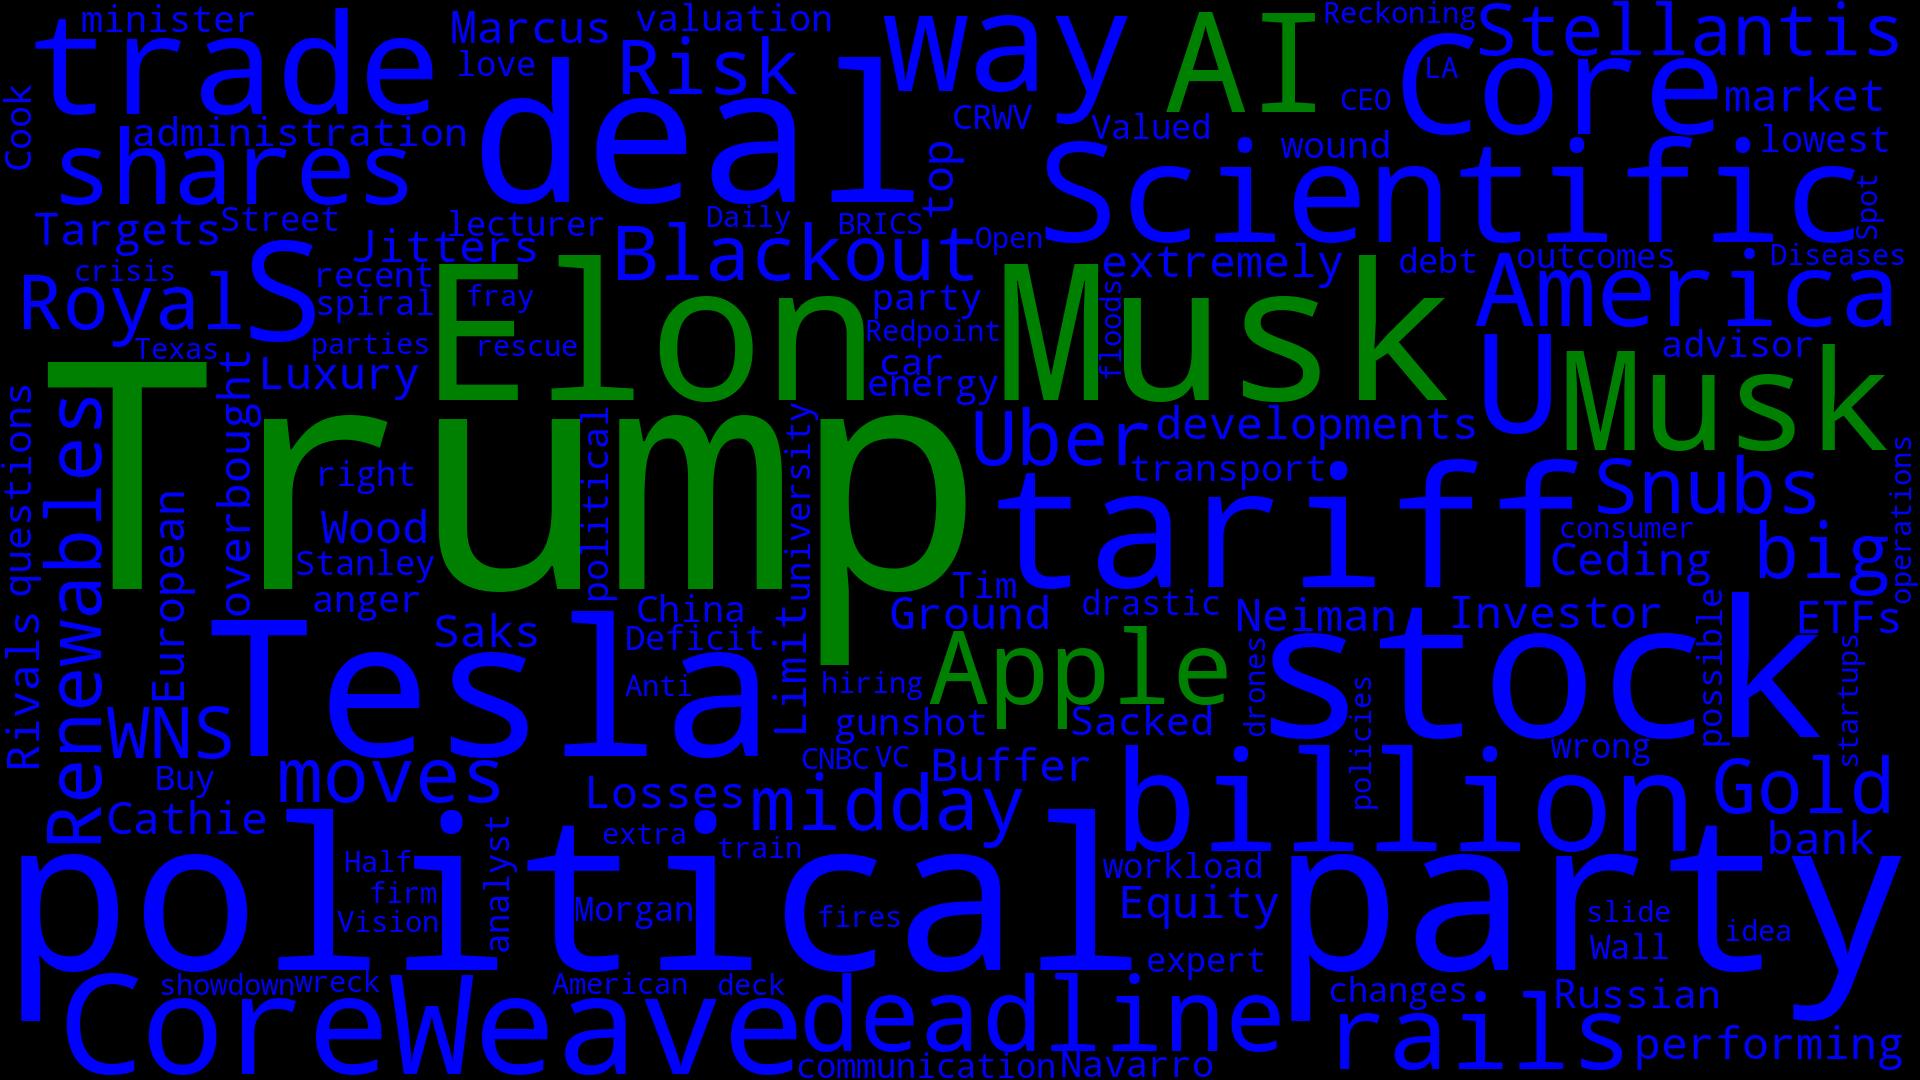 minister
Marcus
valuation
way
AI
Reckoning
Stellantis
trade
love
Risk
deal
CRWV
CEO
LA
Core
market
Cook
administration
shares
top
Valued
wound
lowest
Scientific
Spot
Targets
Street
lecturer
Daily
BRICS
Open
Jitters
Blackout
crisis
recent
extremely
debt
outcomes
Diseases
Royal
S
spiral
fray
Elon Musk
party
floods
America
Texas
parties
rescue
Redpoint
car
energy
U
advisor
Musk
Luxury
Trump
questions
Renewables
overbought
right
political
university
Uber
developments
transport
tariff
Snubs
operations
European
Wood
Stanley
anger
consumer
Ceding
big
Tim
China
Ground
drastic
Neiman
Investor
possible
ETFs
Rivals
Tesla
Saks
Deficit
Anti
Limit
hiring
Apple
drones
stock
startups
WNS
gunshot
Sacked
policies
wrong
Buy
moves
CNBC
VC
Buffer
Cathie
Losses
midday
billion
Gold
extra
train
bank
political
Half
firm
Vision
analyst
Morgan
fires
workload
Equity
party
slide
Wall
idea
expert
showdown
wreck
American
deck
changes
Russian
CoreWeave
deadline
rails
performing
communication
Navarro